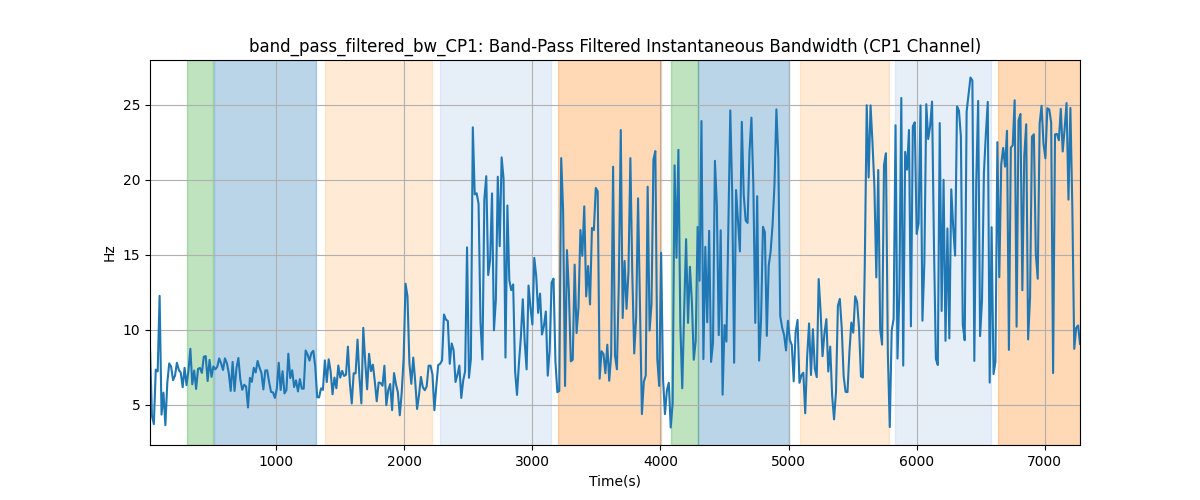 band_pass_filtered_bw_CP1: Band-Pass Filtered Instantaneous Bandwidth (CP1 Channel)
25
20
15
10
5
Hz
1000 2000 3000 4000 5000 6000 7000
Time(s)